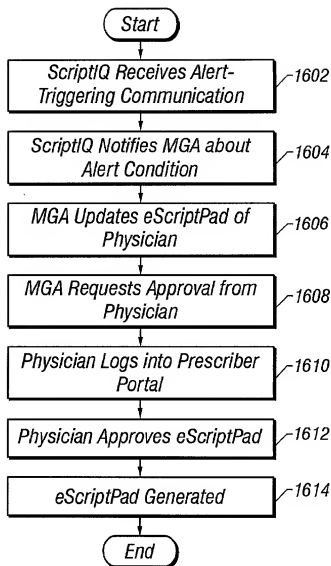 Start
ScriptIQ Receives Alert-
Triggering Communication
1602
ScriptIQ Notifies MGA about
Alert Condition
1604
MGA Updates eScriptPad of
Physician
1606
MGA Requests Approval from
Physician
1608
Physician Logs into Prescriber
Portal
1610
Physician Approves eScriptPad
1612
eScriptPad Generated
1614
End